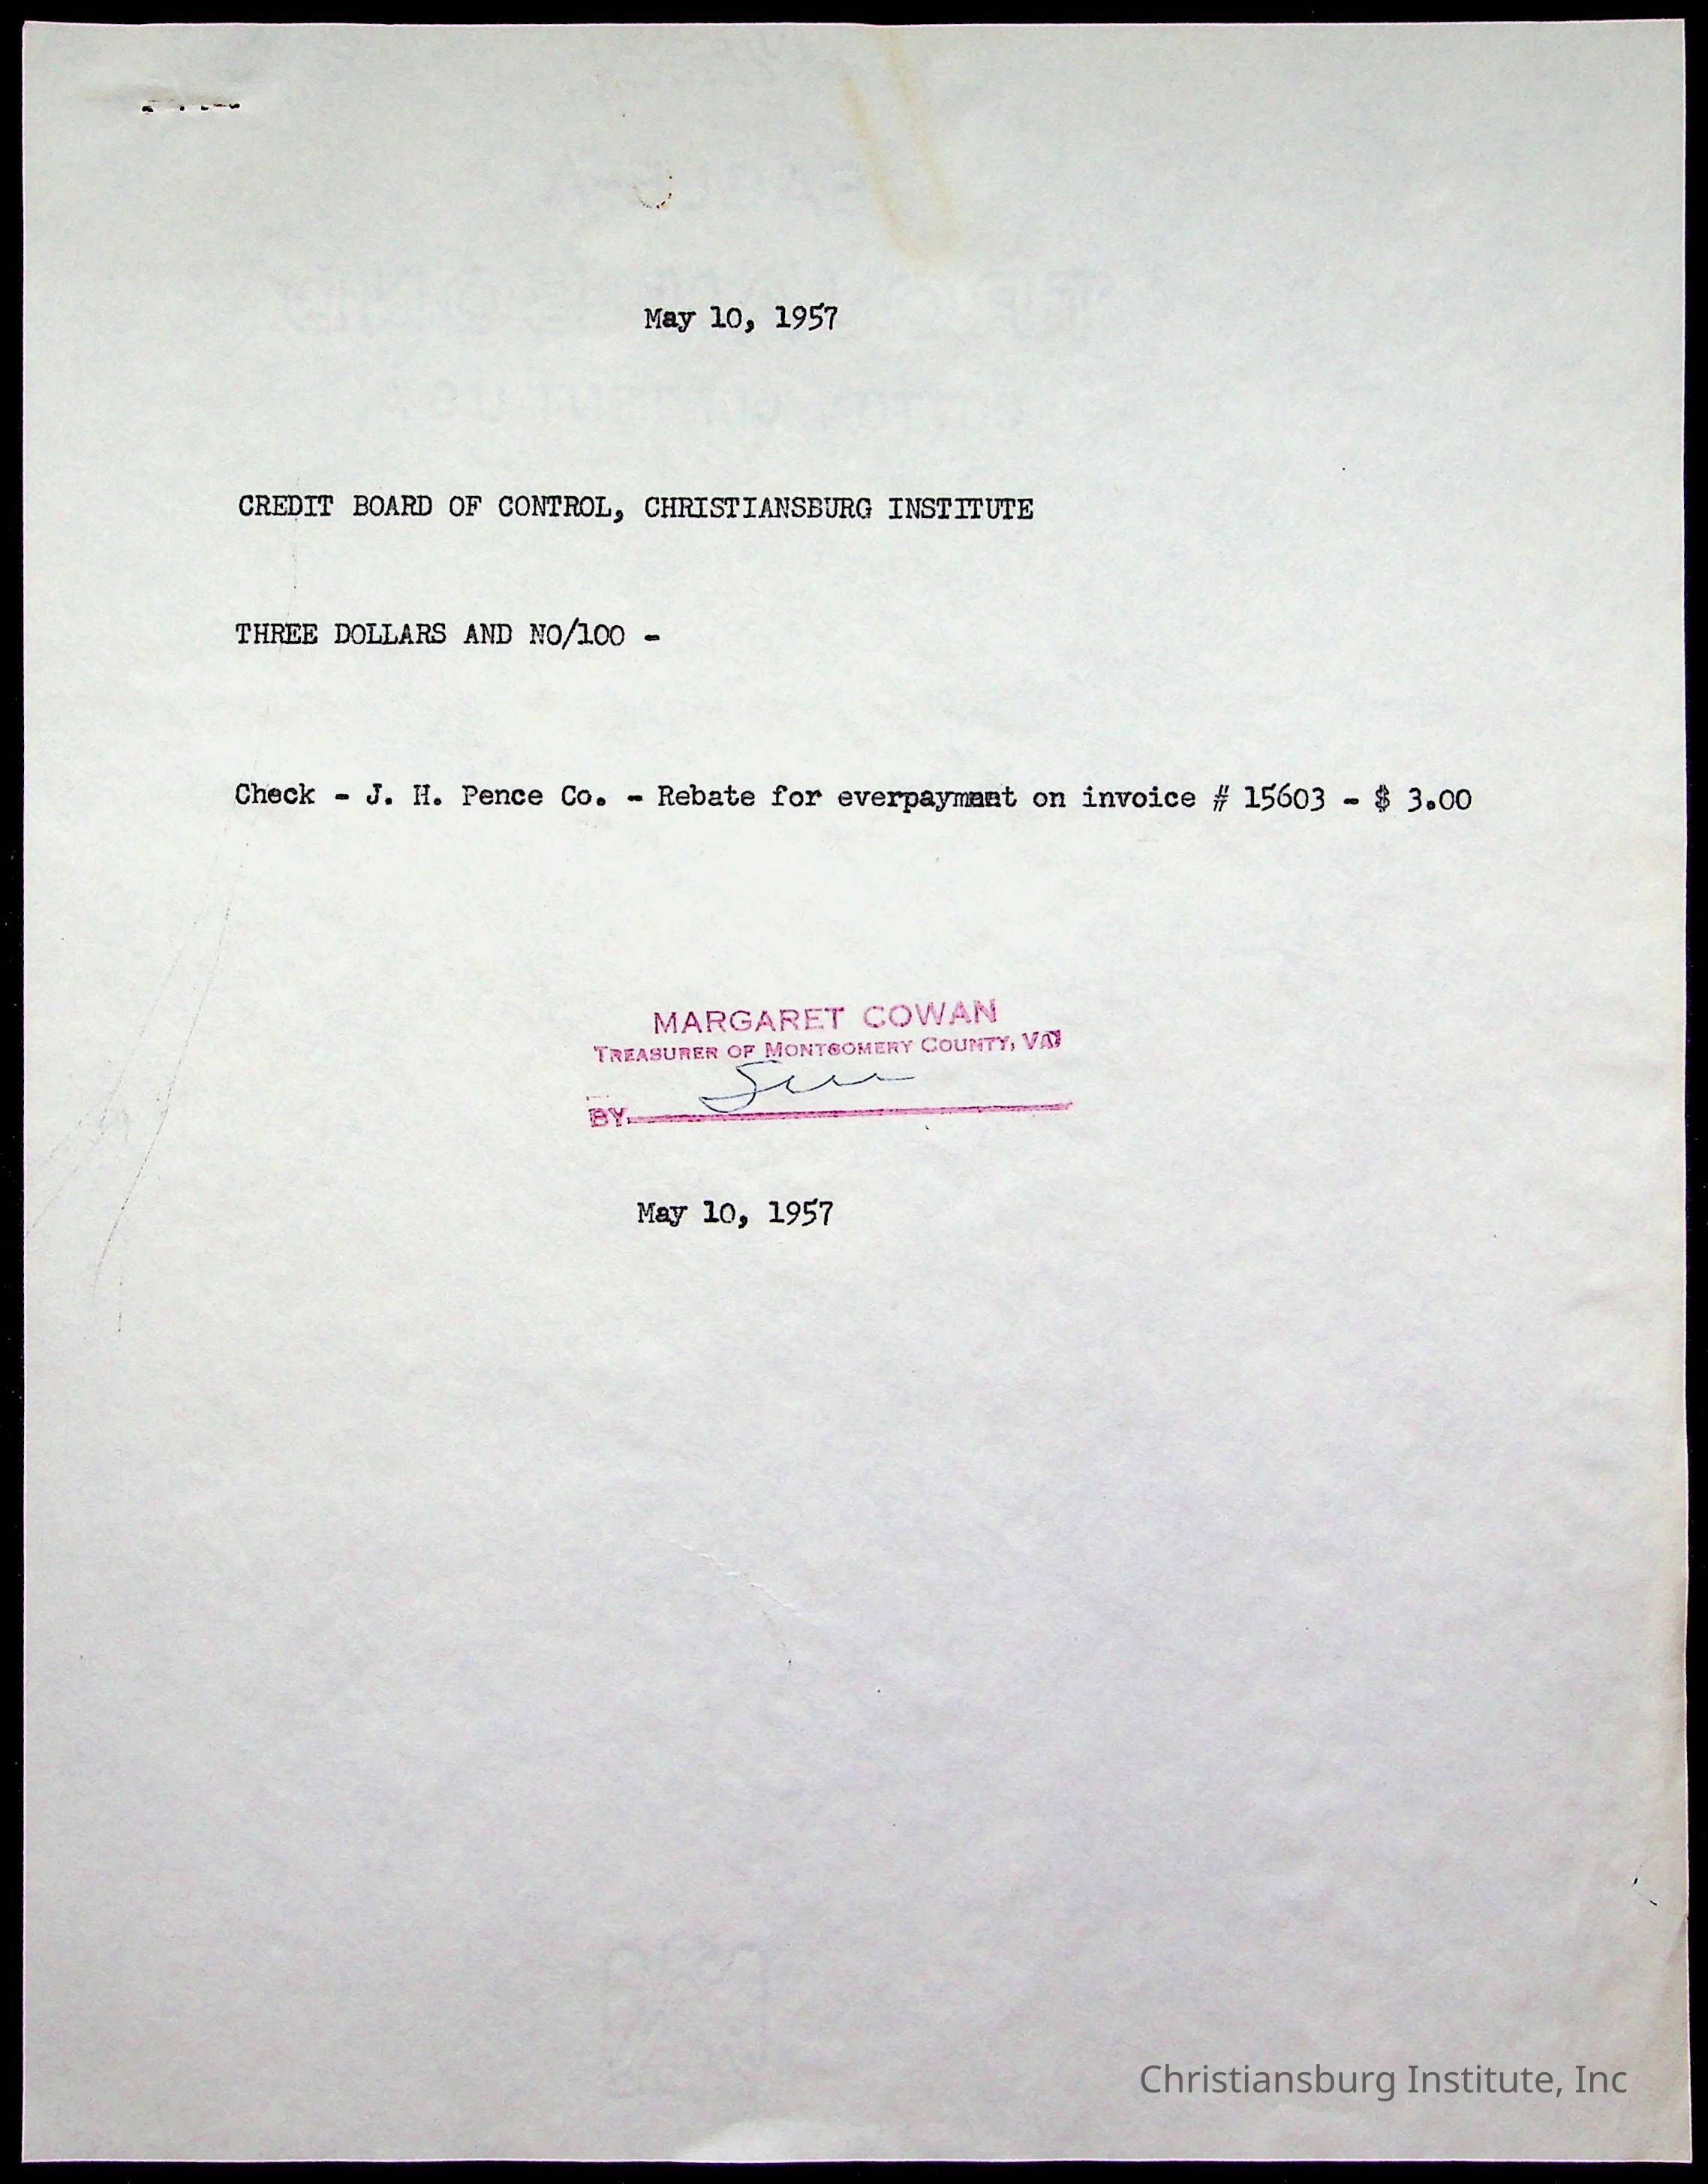 May 10, 1957
CREDIT BOARD OF CONTROL, CHRISTIANSBURG INSTITUTE
THREE DOLLARS AND NO/100 -
Check - J. H. Pence Co. - Rebate for everpayment on invoice # 15603 - $ 3.00
MARGARET COWAN
TREASURER OF MONTGOMERY COUNTY, VA
BY
May 10, 1957
Christiansburg Institute, Inc